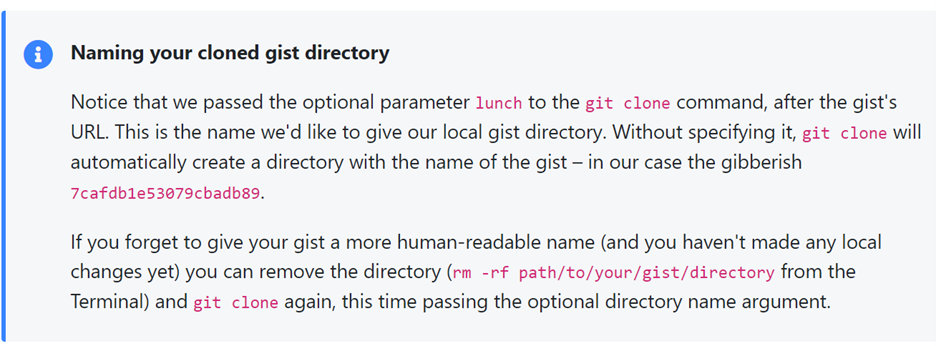 Naming your cloned gist directory
Notice that we passed the optional parameter lunch to the git clone command, after the gist's
URL. This is the name we'd like to give our local gist directory. Without specifying it, git clone will
automatically create a directory with the name of the gist – in our case the gibberish
7cafdb1e53079cbadb89.
If you forget to give your gist a more human-readable name (and you haven't made any local
changes yet) you can remove the directory (rm -rf path/to/your/gist/directory from the
Terminal) and git clone again, this time passing the optional directory name argument.